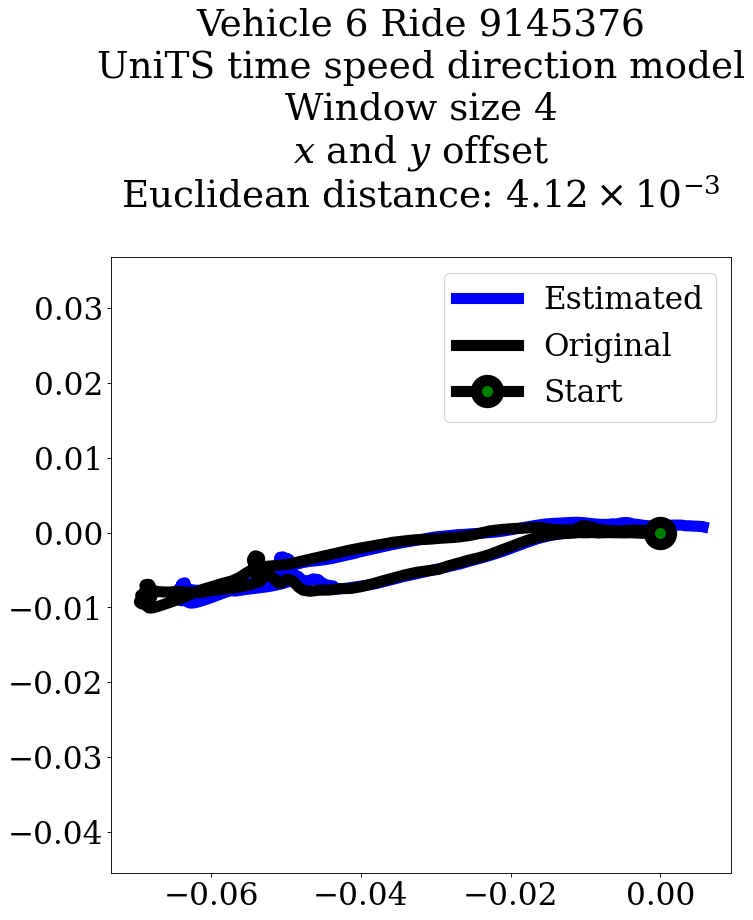 Vehicle 6 Ride 9145376
UniTS time speed direction model
Window size 4
x and y offset
Euclidean distance: 4.12 × 10⁻³
Estimated
Original
Start
0.03
0.02
0.01
0.00
−0.01
−0.02
−0.03
−0.04
−0.06 −0.04 −0.02 0.00